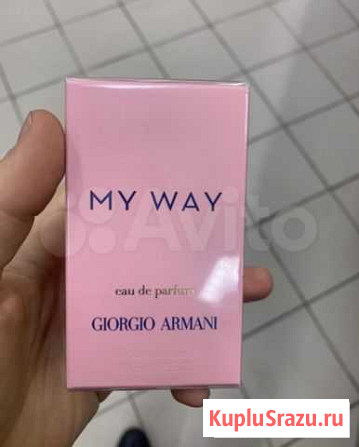 MY WAY
Avito
eau de parfum
GIORGIO ARMANI
KupluSrazu.ru